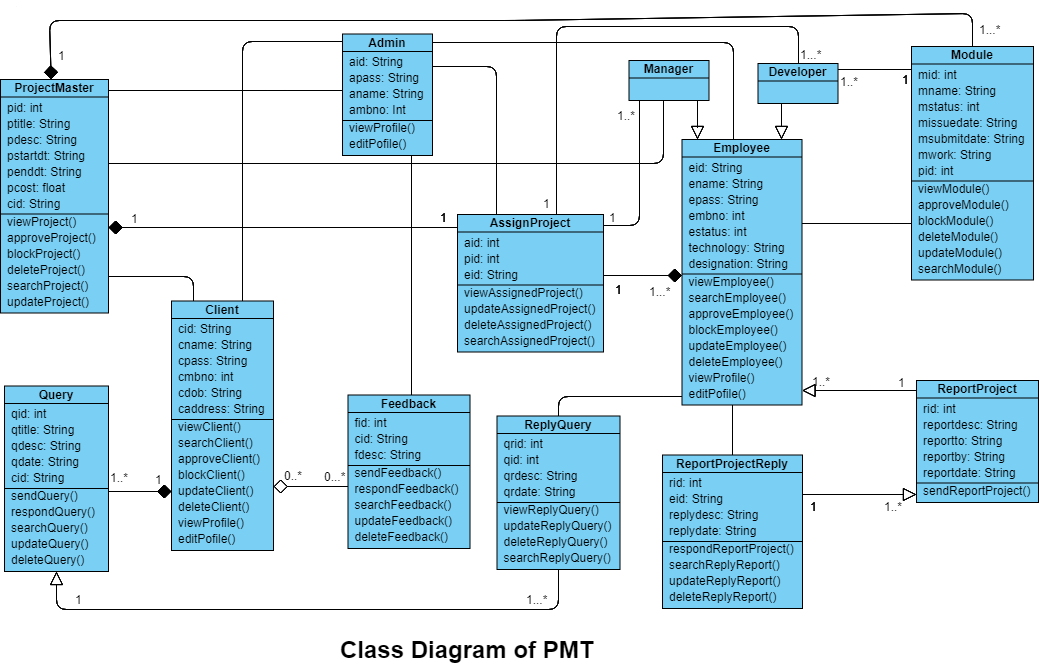 1
1...*
Admin
aid: String
apass: String
aname: String
ambno: Int
viewProfile()
editPofile()
ProjectMaster
pid: int
ptitle: String
pdesc: String
pstartdt: String
penddt: String
pcost: float
cid: String
viewProject()
approveProject()
blockProject()
deleteProject()
searchProject()
updateProject()
Manager
1..*
1
Developer
1...*
1..*
1
Module
mid: int
mname: String
mstatus: int
missuedate: String
msubmitdate: String
mwork: String
pid: int
viewModule()
approveModule()
blockModule()
deleteModule()
updateModule()
searchModule()
Employee
eid: String
ename: String
epass: String
embno: int
estatus: int
technology: String
designation: String
viewEmployee()
searchEmployee()
approveEmployee()
blockEmployee()
updateEmployee()
deleteEmployee()
viewProfile()
editPofile()
1
1
1
AssignProject
aid: int
pid: int
eid: String
viewAssignedProject()
updateAssignedProject()
deleteAssignedProject()
searchAssignedProject()
1
1...*
Client
cid: String
cname: String
cpass: String
cmbno: int
cdob: String
caddress: String
viewClient()
searchClient()
approveClient()
blockClient()
updateClient()
deleteClient()
viewProfile()
editPofile()
Query
qid: int
qtitle: String
qdesc: String
qdate: String
cid: String
sendQuery()
respondQuery()
searchQuery()
updateQuery()
deleteQuery()
1..*
1
0..*
0...*
Feedback
fid: int
cid: String
fdesc: String
sendFeedback()
respondFeedback()
searchFeedback()
updateFeedback()
deleteFeedback()
ReplyQuery
qrid: int
qid: int
qrdesc: String
qrdate: String
viewReplyQuery()
updateReplyQuery()
deleteReplyQuery()
searchReplyQuery()
1..*
1
ReportProject
rid: int
reportdesc: String
reportto: String
reportby: String
reportdate: String
sendReportProject()
ReportProjectReply
rid: int
eid: String
replydesc: String
replydate: String
respondReportProject()
searchReplyReport()
updateReplyReport()
deleteReplyReport()
1
1...*
1
1...*
Class Diagram of PMT